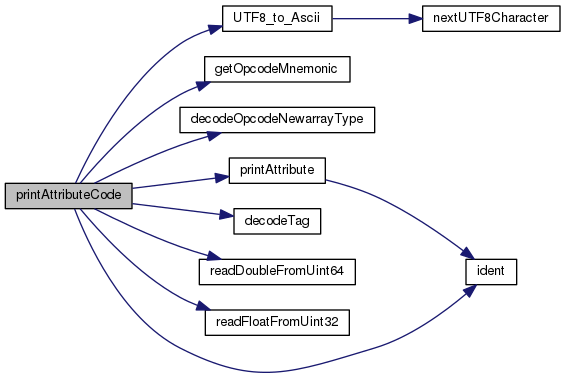 UTF8_to_Ascii
nextUTF8Character
getOpcodeMnemonic
decodeOpcodeNewarrayType
printAttribute
printAttributeCode
decodeTag
readDoubleFromUint64
ident
readFloatFromUint32